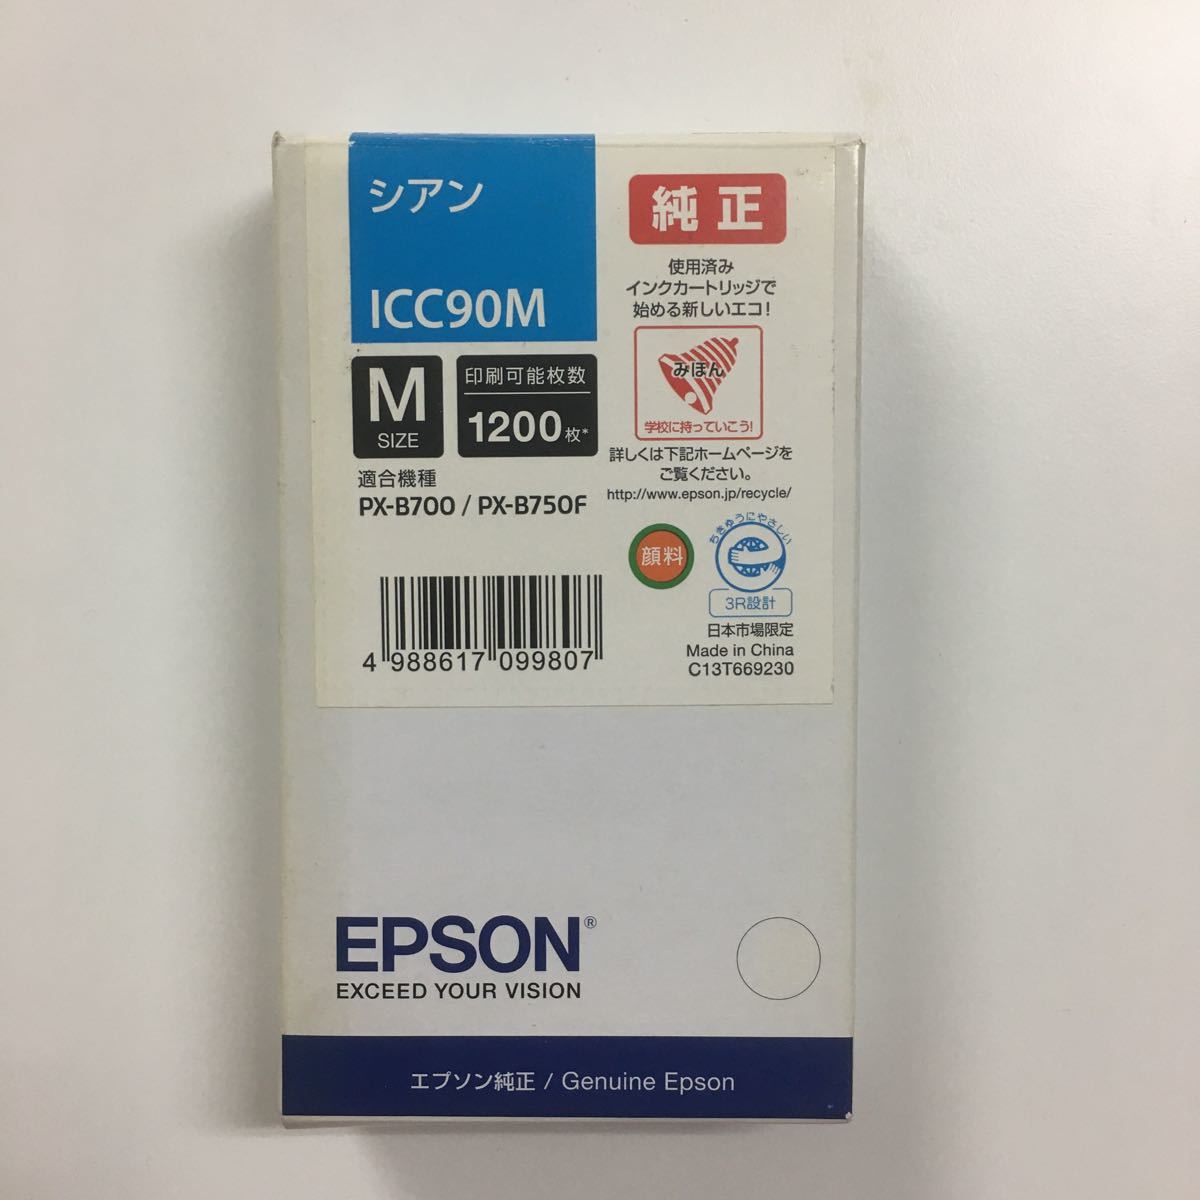 シアン
ICC90M
M
SIZE
印刷可能枚数
1200枚*
適合機種
PX-B700 / PX-B750F
4 988617 099807
純正
使用済み
インクカートリッジで
始める新しいエコ!
みほん
学校に持っていこう!
詳しくは下記ホームページを
ご覧ください。
http://www.epson.jp/recycle/
顔料
ちきゅうにやさしい
3R設計
日本市場限定
Made in China
C13T669230
EPSON®
EXCEED YOUR VISION
エプソン純正 / Genuine Epson